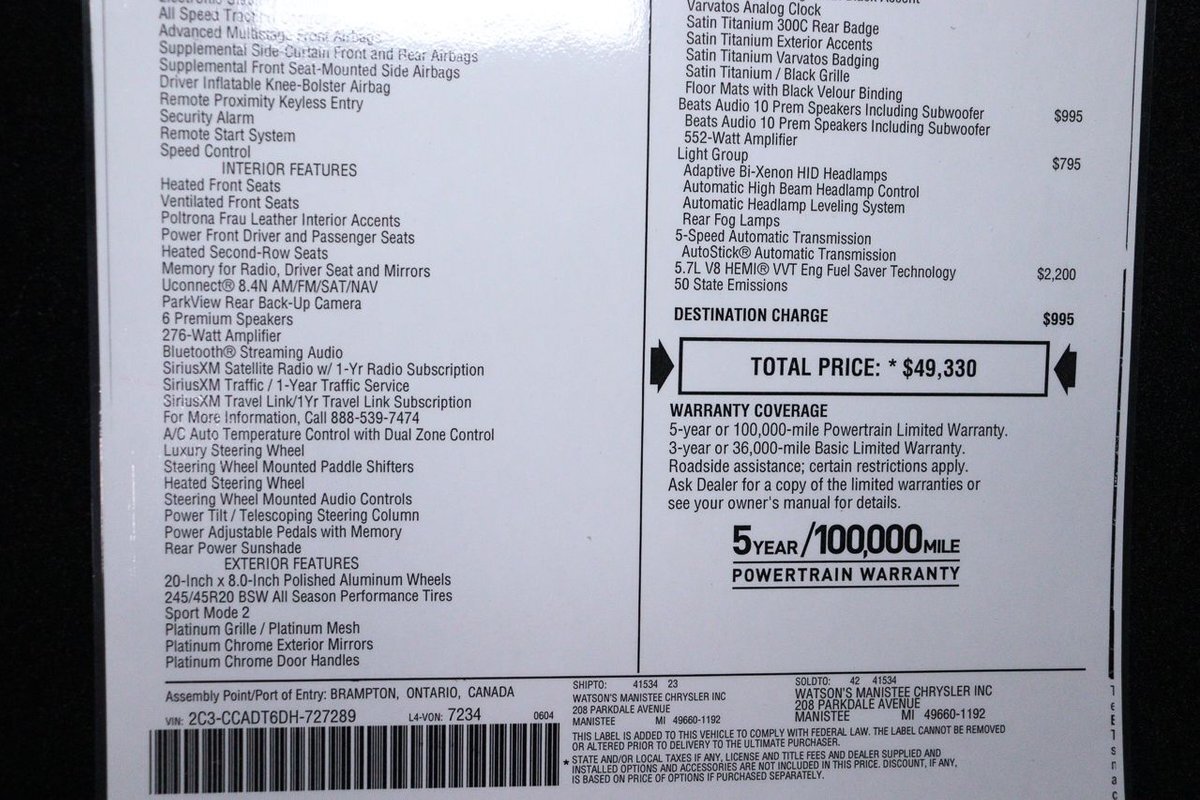 All Speed
Advanced Multistage Front Airbags
Supplemental Side-Curtain Front and Rear Airbags
Supplemental Front Seat-Mounted Side Airbags
Driver Inflatable Knee-Bolster Airbag
Remote Proximity Keyless Entry
Security Alarm
Remote Start System
Speed Control
INTERIOR FEATURES
Heated Front Seats
Ventilated Front Seats
Poltrona Frau Leather Interior Accents
Power Front Driver and Passenger Seats
Heated Second-Row Seats
Memory for Radio, Driver Seat and Mirrors
Uconnect® 8.4N AM/FM/SAT/NAV
ParkView Rear Back-Up Camera
6 Premium Speakers
276-Watt Amplifier
Bluetooth® Streaming Audio
SiriusXM Satellite Radio w/ 1-Yr Radio Subscription
SiriusXM Traffic / 1-Year Traffic Service
SiriusXM Travel Link/1Yr Travel Link Subscription
For More Information, Call 888-539-7474
A/C Auto Temperature Control with Dual Zone Control
Luxury Steering Wheel
Steering Wheel Mounted Paddle Shifters
Heated Steering Wheel
Steering Wheel Mounted Audio Controls
Power Tilt / Telescoping Steering Column
Power Adjustable Pedals with Memory
Rear Power Sunshade
EXTERIOR FEATURES
20-Inch x 8.0-Inch Polished Aluminum Wheels
245/45R20 BSW All Season Performance Tires
Sport Mode 2
Platinum Grille / Platinum Mesh
Platinum Chrome Exterior Mirrors
Platinum Chrome Door Handles
Varvatos Analog Clock
Satin Titanium 300C Rear Badge
Satin Titanium Exterior Accents
Satin Titanium Varvatos Badging
Satin Titanium / Black Grille
Floor Mats with Black Velour Binding
Beats Audio 10 Prem Speakers Including Subwoofer $995
Beats Audio 10 Prem Speakers Including Subwoofer
552-Watt Amplifier
Light Group $795
Adaptive Bi-Xenon HID Headlamps
Automatic High Beam Headlamp Control
Automatic Headlamp Leveling System
Rear Fog Lamps
5-Speed Automatic Transmission
AutoStick® Automatic Transmission
5.7L V8 HEMI® VVT Eng Fuel Saver Technology $2,200
50 State Emissions
DESTINATION CHARGE $995
TOTAL PRICE: * $49,330
WARRANTY COVERAGE
5-year or 100,000-mile Powertrain Limited Warranty.
3-year or 36,000-mile Basic Limited Warranty.
Roadside assistance; certain restrictions apply.
Ask Dealer for a copy of the limited warranties or
see your owner's manual for details.
5 YEAR/100,000 MILE
POWERTRAIN WARRANTY
Assembly Point/Port of Entry: BRAMPTON, ONTARIO, CANADA
VIN: 2C3-CCADT6DH-727289 L4-VON: 7234 0604
SHIPTO: 41534 23
WATSON'S MANISTEE CHRYSLER INC
208 PARKDALE AVENUE
MANISTEE MI 49660-1192
SOLDTO: 42 41534
WATSON'S MANISTEE CHRYSLER INC
208 PARKDALE AVENUE
MANISTEE MI 49660-1192
THIS LABEL IS ADDED TO THIS VEHICLE TO COMPLY WITH FEDERAL LAW. THE LABEL CANNOT BE REMOVED
OR ALTERED PRIOR TO DELIVERY TO THE ULTIMATE PURCHASER.
* STATE AND/OR LOCAL TAXES IF ANY, LICENSE AND TITLE FEES AND DEALER SUPPLIED AND
INSTALLED OPTIONS AND ACCESSORIES ARE NOT INCLUDED IN THIS PRICE. DISCOUNT, IF ANY,
IS BASED ON PRICE OF OPTIONS IF PURCHASED SEPARATELY.